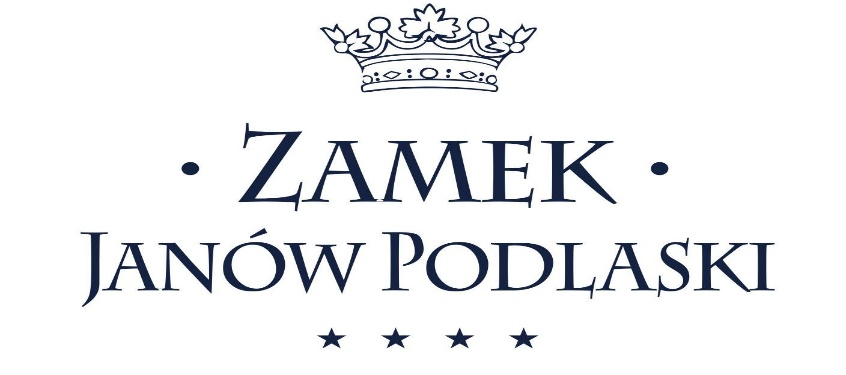 • ZAMEK •
JANÓW PODLASKI
★ ★ ★ ★